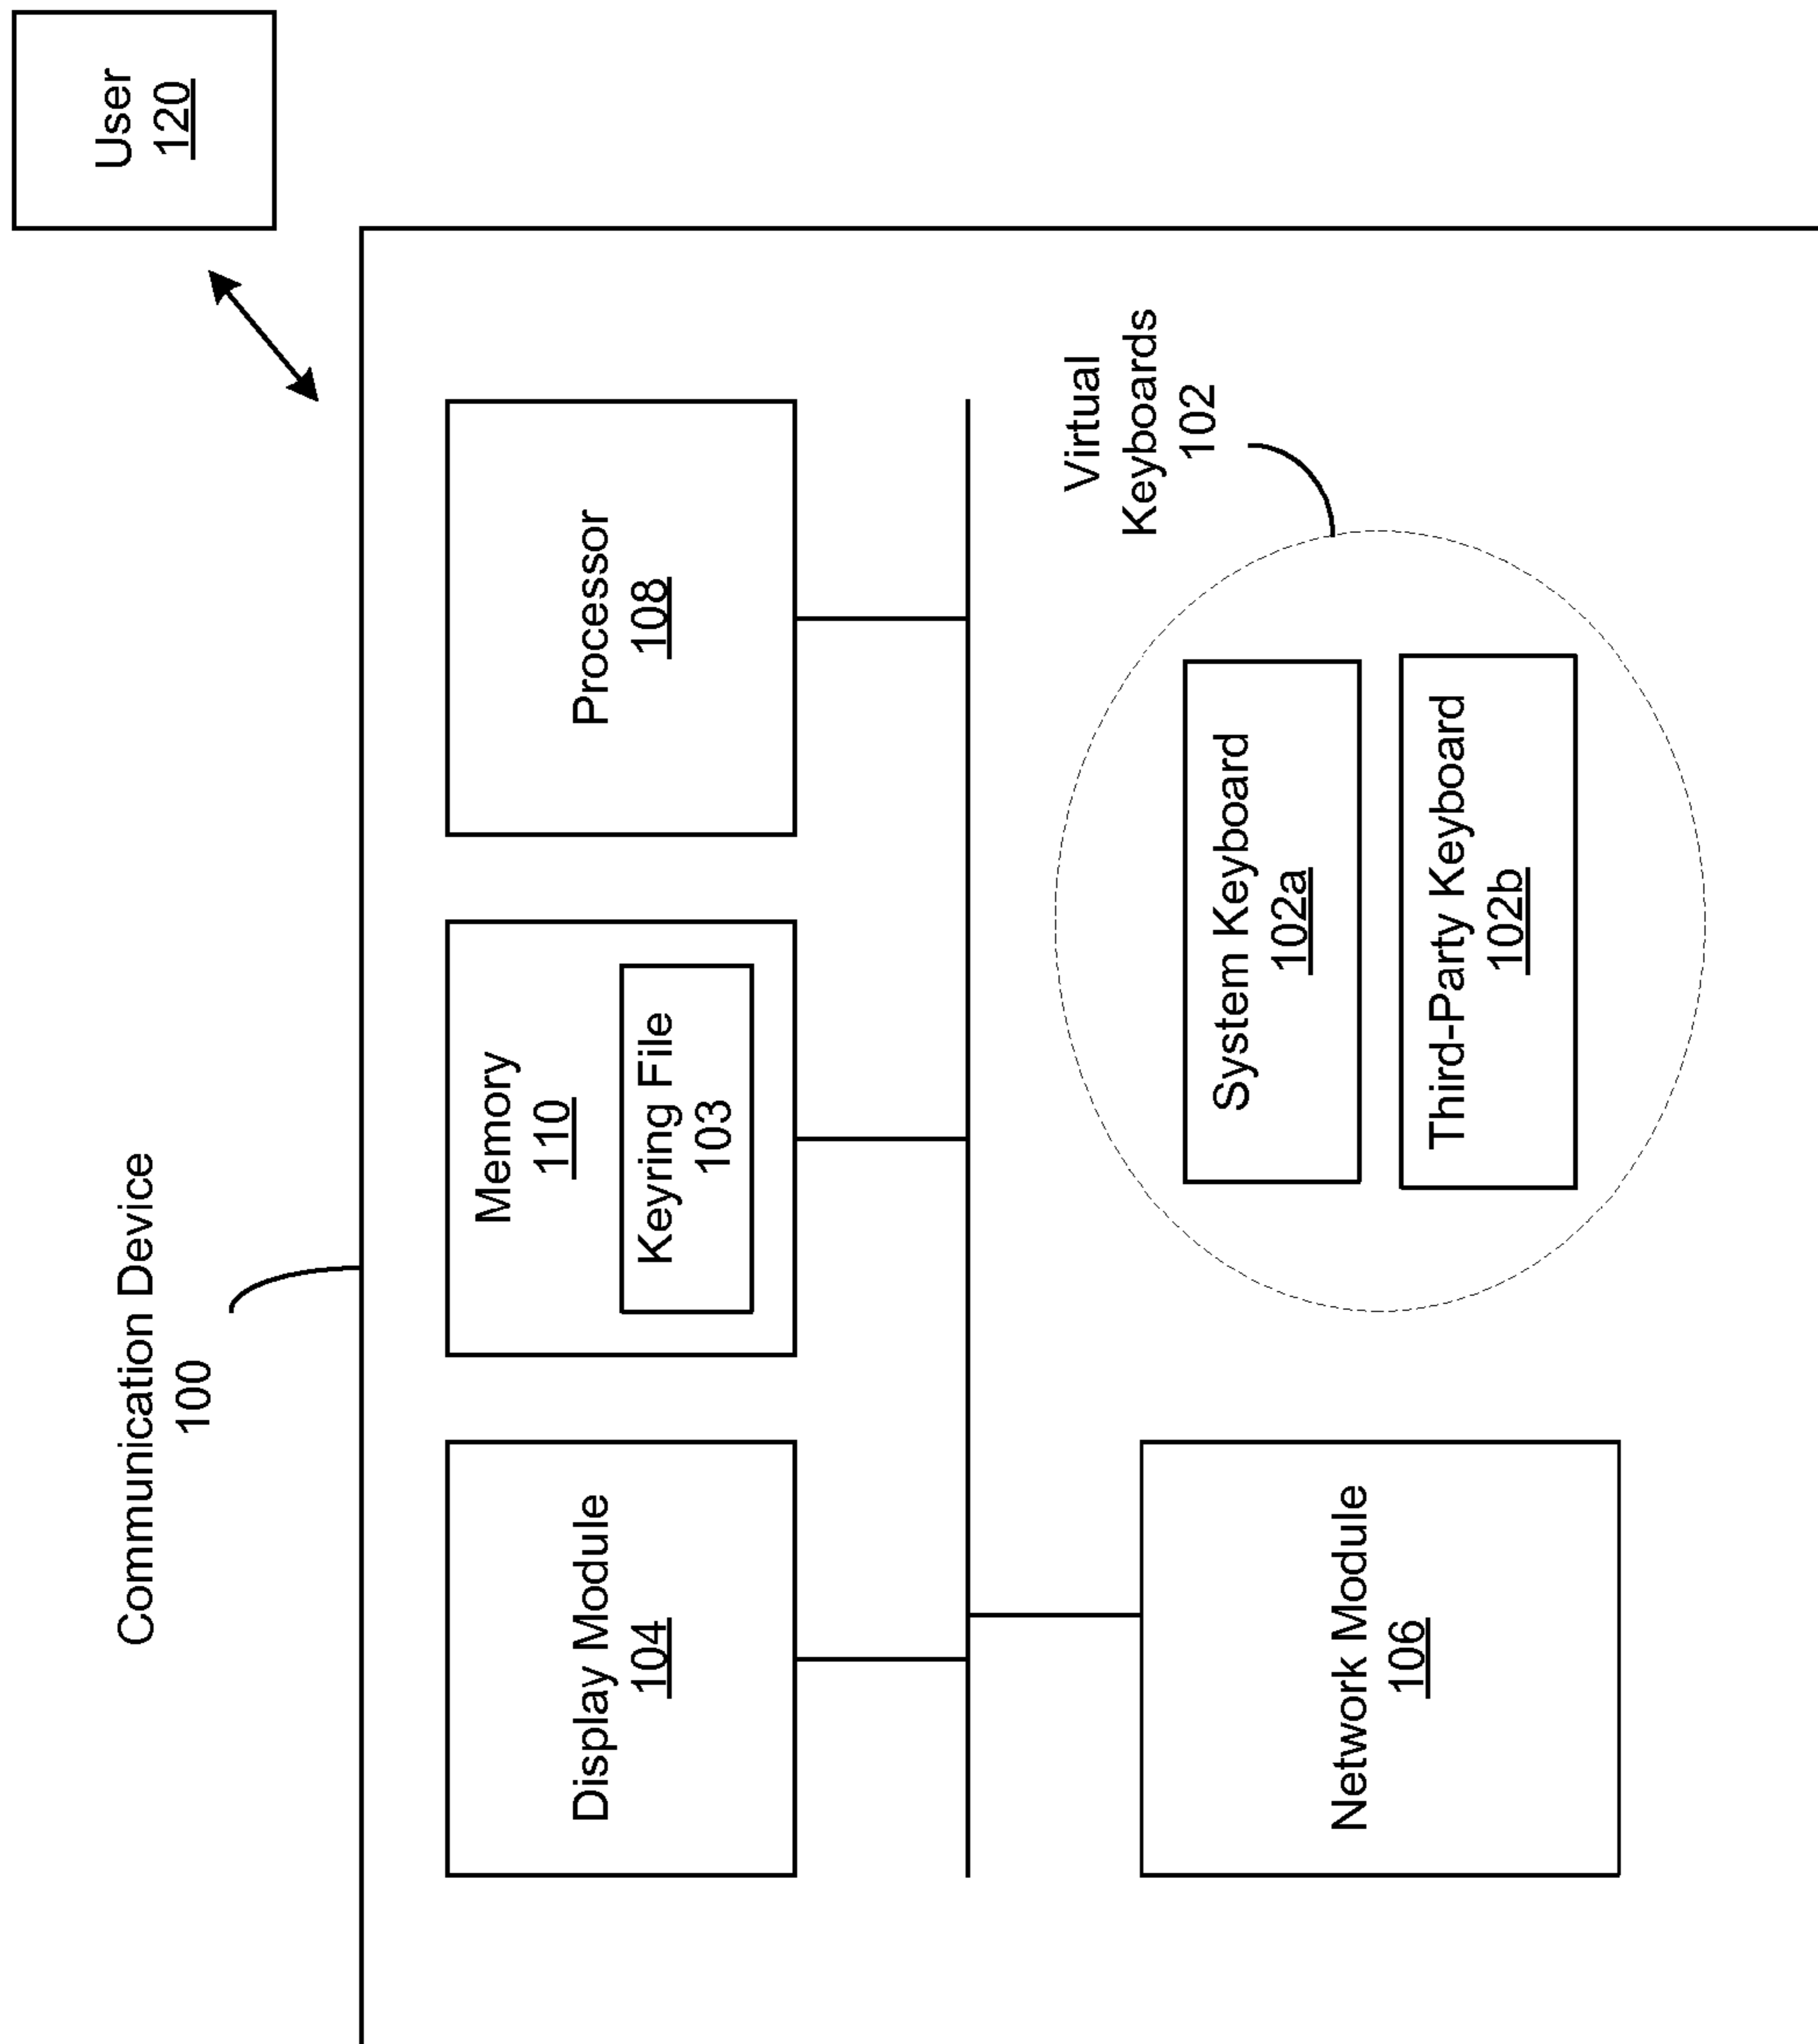 Communication Device
100
User
120
Display Module
104
Memory
110
Keyring File
103
Processor
108
Network Module
106
Virtual
Keyboards
102
System Keyboard
102a
Third-Party Keyboard
102b